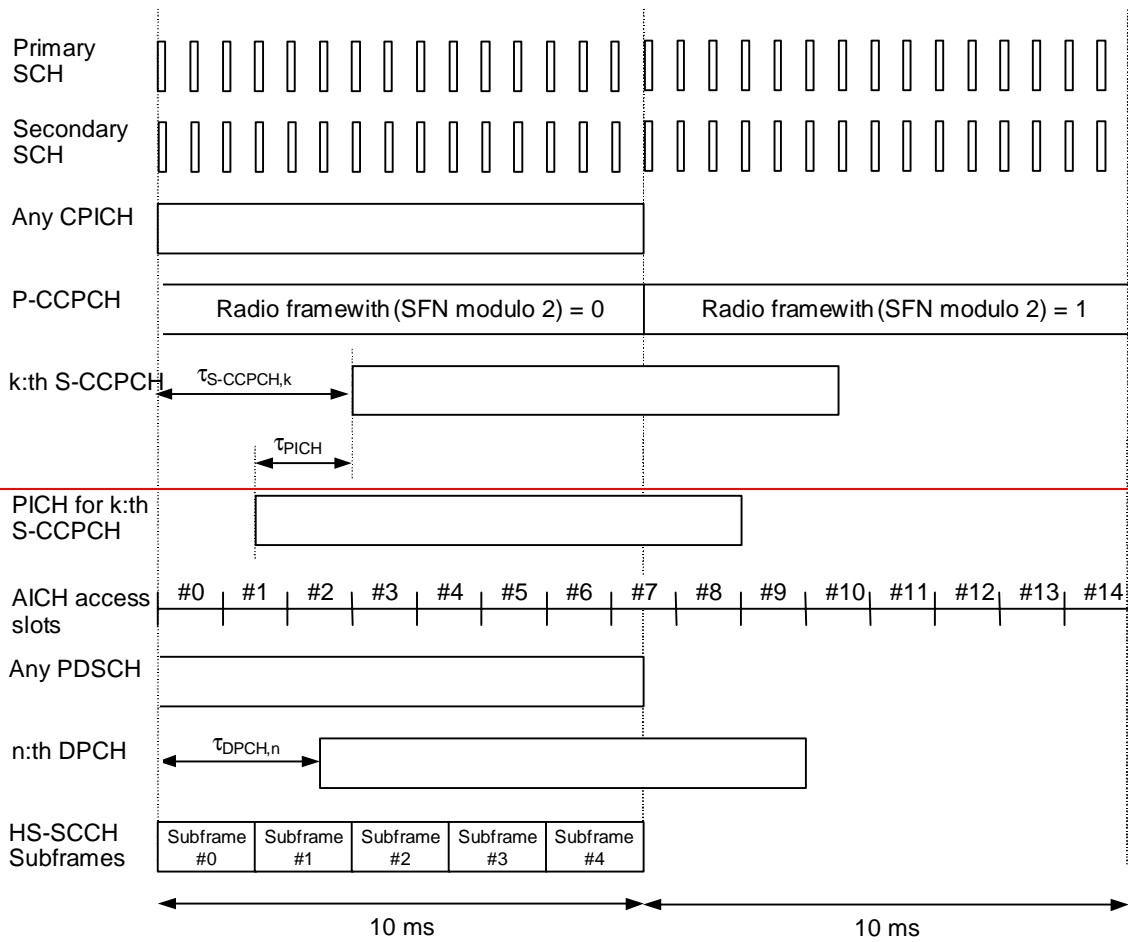 Primary
SCH
Secondary
SCH
Any CPICH
P-CCPCH
Radio framewith (SFN modulo 2) = 0
Radio framewith (SFN modulo 2) = 1
k:th S-CCPCH
τS-CCPCH,k
τPICH
PICH for k:th
S-CCPCH
AICH access
slots
#0 #1 #2 #3 #4 #5 #6 #7 #8 #9 #10 #11 #12 #13 #14
Any PDSCH
n:th DPCH
τDPCH,n
HS-SCCH
Subframes
Subframe
#0
Subframe
#1
Subframe
#2
Subframe
#3
Subframe
#4
10 ms
10 ms